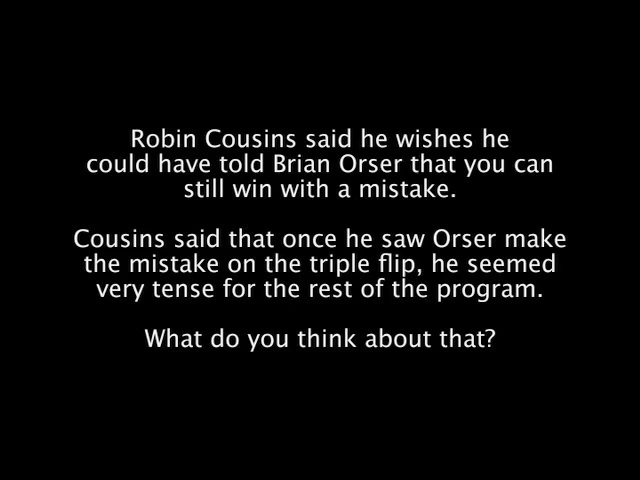 Robin Cousins said he wishes he
could have told Brian Orser that you can
still win with a mistake.
Cousins said that once he saw Orser make
the mistake on the triple flip, he seemed
very tense for the rest of the program.
What do you think about that?